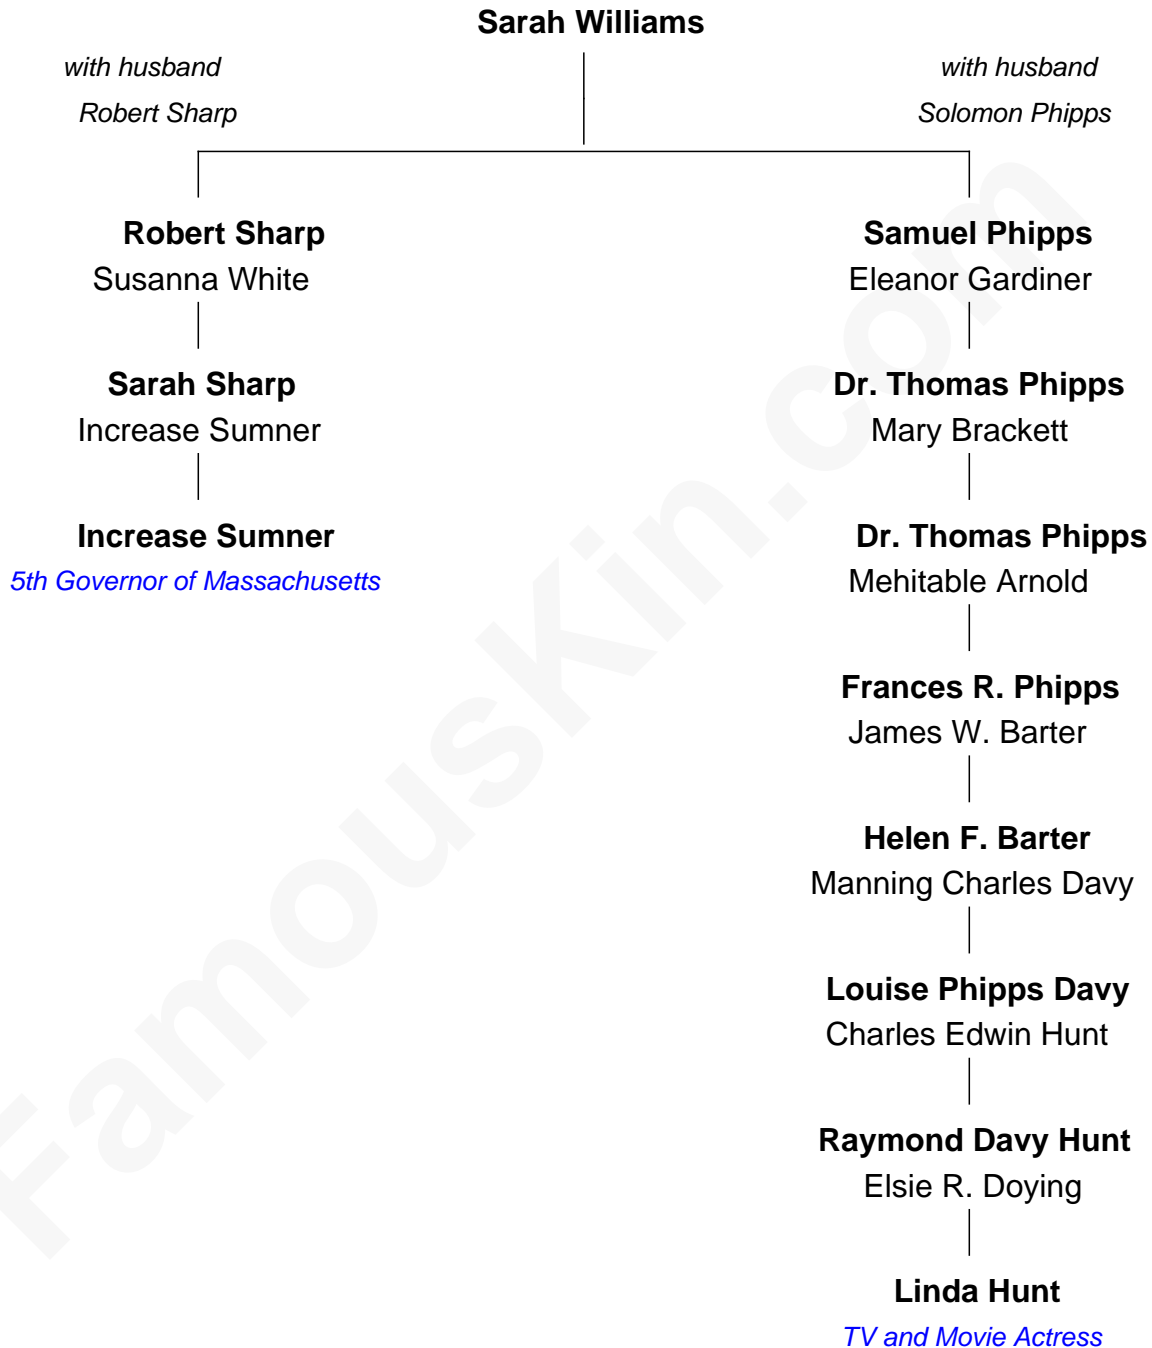 Sarah Williams
with husband
Robert Sharp
with husband
Solomon Phipps
Robert Sharp
Susanna White
Sarah Sharp
Increase Sumner
Increase Sumner
5th Governor of Massachusetts
Samuel Phipps
Eleanor Gardiner
Dr. Thomas Phipps
Mary Brackett
Dr. Thomas Phipps
Mehitable Arnold
Frances R. Phipps
James W. Barter
Helen F. Barter
Manning Charles Davy
Louise Phipps Davy
Charles Edwin Hunt
Raymond Davy Hunt
Elsie R. Doying
Linda Hunt
TV and Movie Actress
FamousKin.com